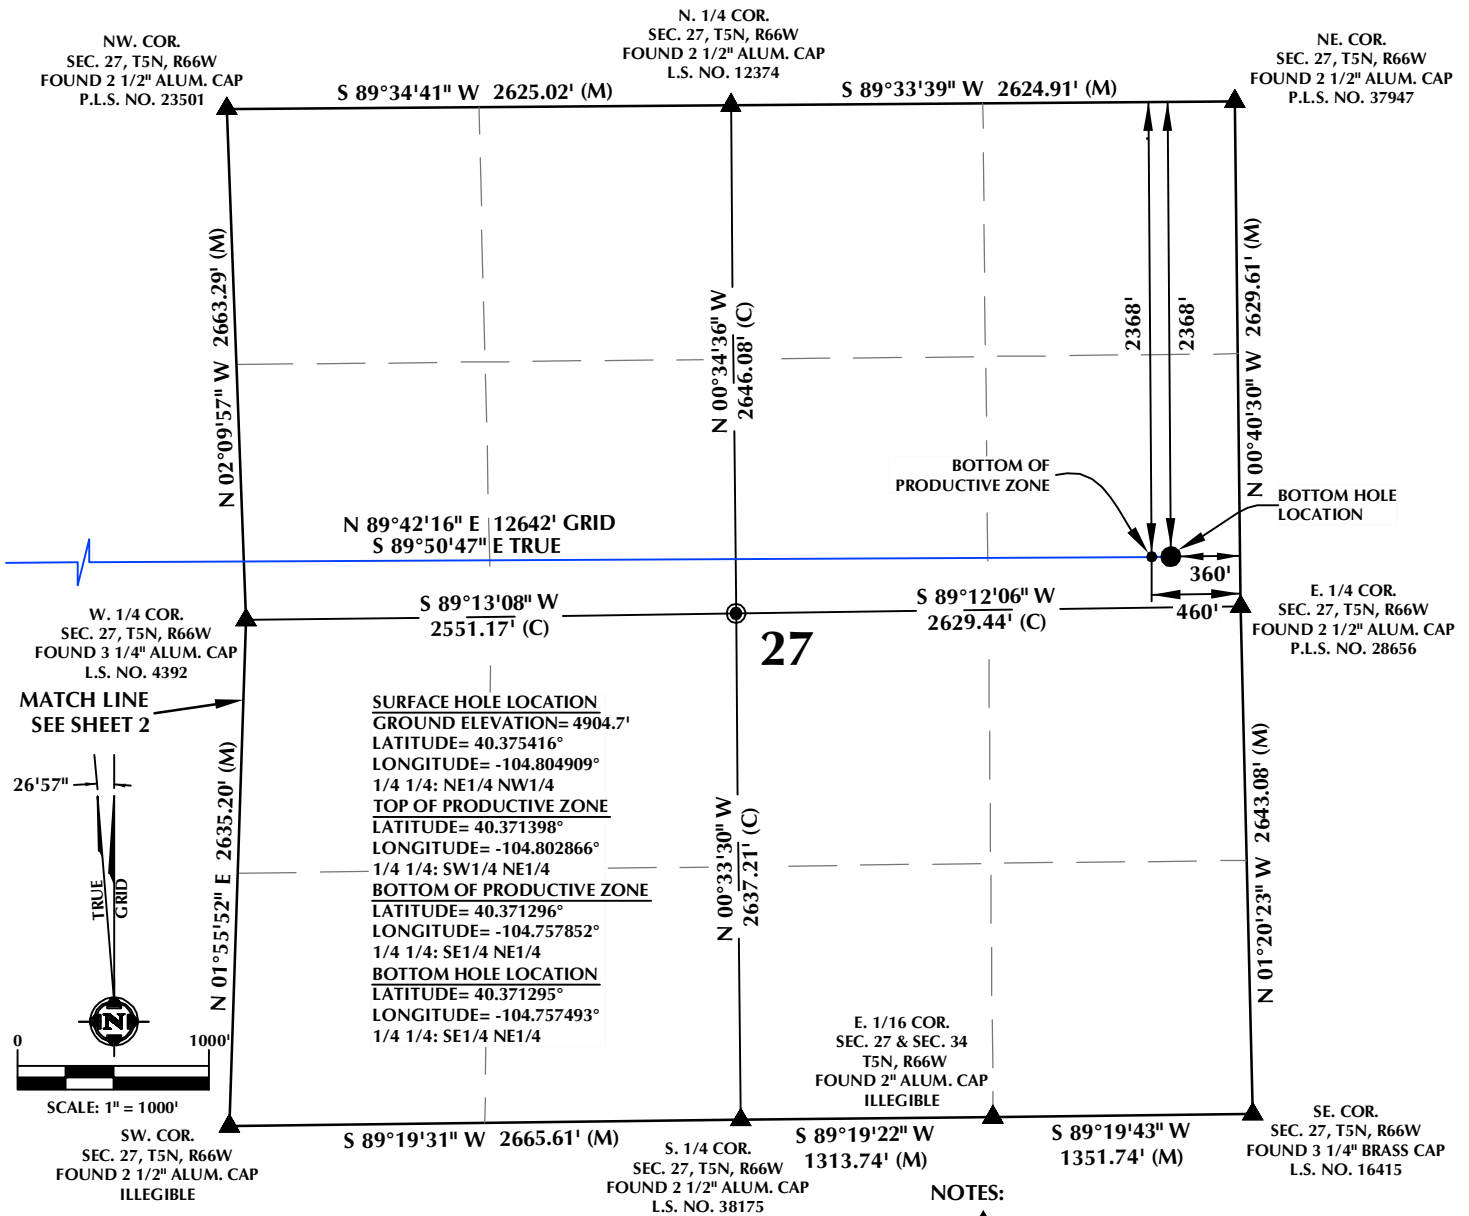 N. 1/4 COR.
SEC. 27, T5N, R66W
FOUND 2 1/2" ALUM. CAP
L.S. NO. 12374
NW. COR.
SEC. 27, T5N, R66W
FOUND 2 1/2" ALUM. CAP
P.L.S. NO. 23501
NE. COR.
SEC. 27, T5N, R66W
FOUND 2 1/2" ALUM. CAP
P.L.S. NO. 37947
S 89°34'41" W 2625.02' (M)
S 89°33'39" W 2624.91' (M)
N 02°09'57" W 2663.29' (M)
N 00°34'36" W
2646.08' (C)
2368'
2368'
N 00°40'30" W 2629.61' (M)
BOTTOM OF
PRODUCTIVE ZONE
BOTTOM HOLE
LOCATION
N 89°42'16" E 12642' GRID
S 89°50'47" E TRUE
360'
460'
W. 1/4 COR.
SEC. 27, T5N, R66W
FOUND 3 1/4" ALUM. CAP
L.S. NO. 4392
S 89°13'08" W
2551.17' (C)
S 89°12'06" W
2629.44' (C)
E. 1/4 COR.
SEC. 27, T5N, R66W
FOUND 2 1/2" ALUM. CAP
P.L.S. NO. 28656
27
MATCH LINE
SEE SHEET 2
SURFACE HOLE LOCATION
GROUND ELEVATION= 4904.7'
LATITUDE= 40.375416°
LONGITUDE= -104.804909°
1/4 1/4: NE1/4 NW1/4
TOP OF PRODUCTIVE ZONE
LATITUDE= 40.371398°
LONGITUDE= -104.802866°
1/4 1/4: SW1/4 NE1/4
BOTTOM OF PRODUCTIVE ZONE
LATITUDE= 40.371296°
LONGITUDE= -104.757852°
1/4 1/4: SE1/4 NE1/4
BOTTOM HOLE LOCATION
LATITUDE= 40.371295°
LONGITUDE= -104.757493°
1/4 1/4: SE1/4 NE1/4
26'57"
TRUE
GRID
N
N 01°55'52" E 2635.20' (M)
N 00°33'30" W
2637.21' (C)
N 01°20'23" W 2643.08' (M)
0 1000'
SCALE: 1" = 1000'
E. 1/16 COR.
SEC. 27 & SEC. 34
T5N, R66W
FOUND 2" ALUM. CAP
ILLEGIBLE
SW. COR.
SEC. 27, T5N, R66W
FOUND 2 1/2" ALUM. CAP
ILLEGIBLE
S 89°19'31" W 2665.61' (M)
S. 1/4 COR.
SEC. 27, T5N, R66W
FOUND 2 1/2" ALUM. CAP
L.S. NO. 38175
S 89°19'22" W
1313.74' (M)
S 89°19'43" W
1351.74' (M)
SE. COR.
SEC. 27, T5N, R66W
FOUND 3 1/4" BRASS CAP
L.S. NO. 16415
NOTES: